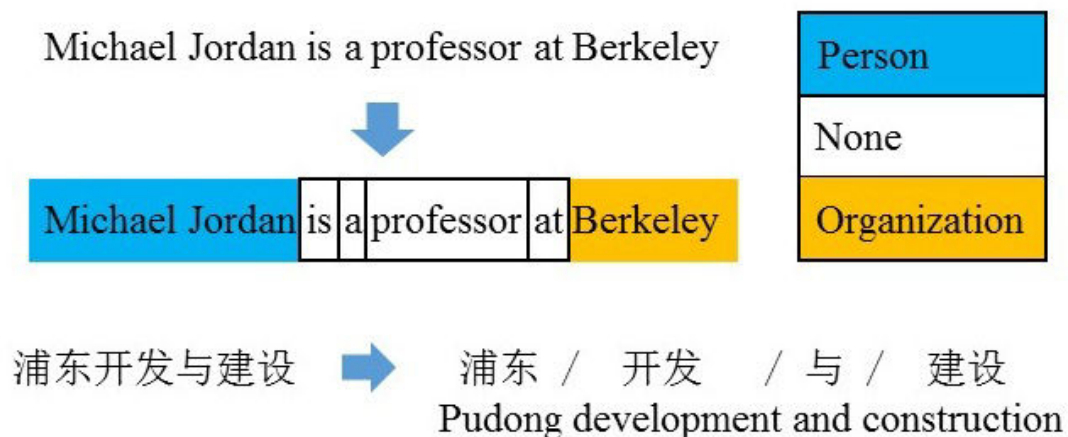 Michael Jordan is a professor at Berkeley
Person
None
Organization
Michael Jordan is a professor at Berkeley
浦东开发与建设
浦东 / 开发 / 与 / 建设
Pudong development and construction